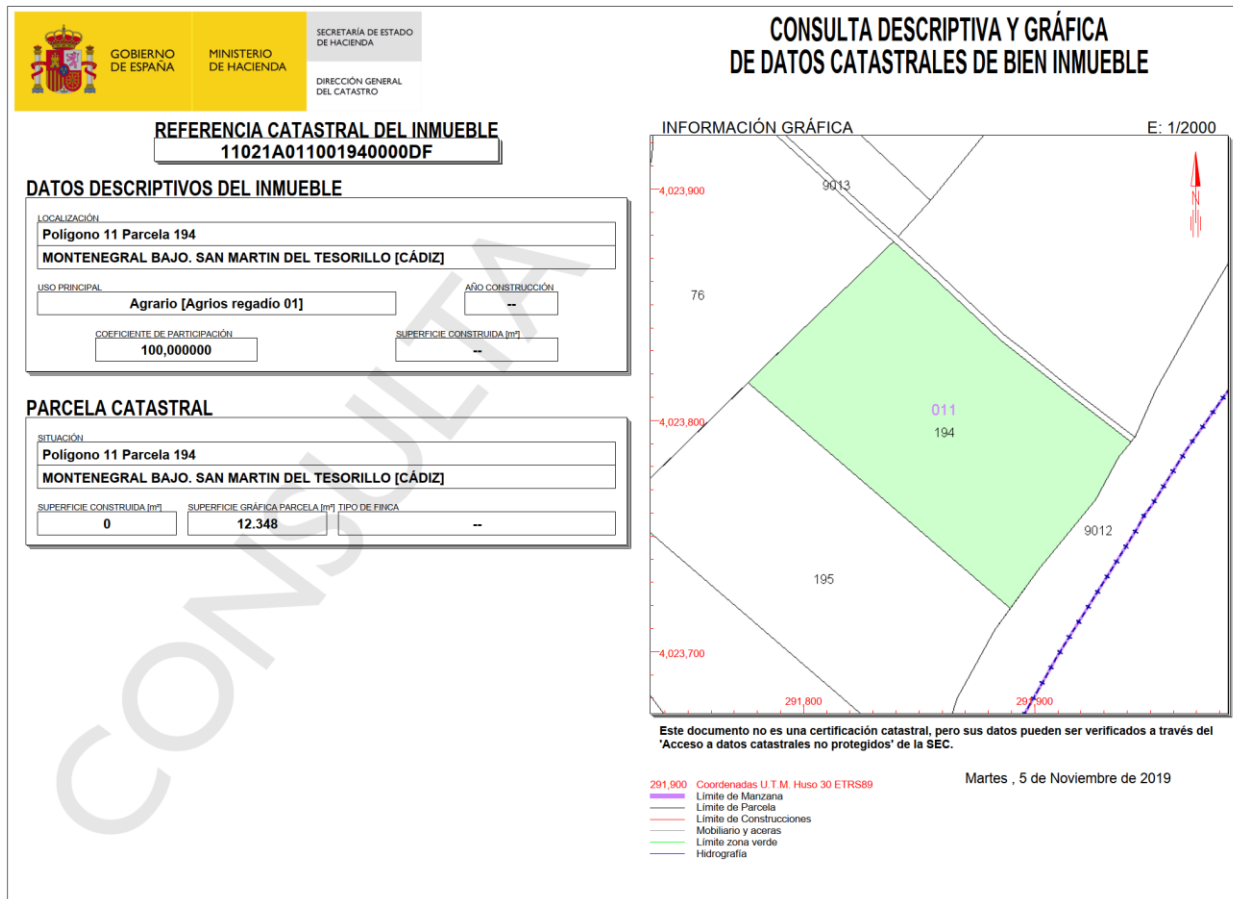 GOBIERNO
DE ESPAÑA
MINISTERIO
DE HACIENDA
SECRETARÍA DE ESTADO
DE HACIENDA
DIRECCIÓN GENERAL
DEL CATASTRO
CONSULTA DESCRIPTIVA Y GRÁFICA
DE DATOS CATASTRALES DE BIEN INMUEBLE
REFERENCIA CATASTRAL DEL INMUEBLE
11021A011001940000DF
DATOS DESCRIPTIVOS DEL INMUEBLE
LOCALIZACIÓN
Polígono 11 Parcela 194
MONTENEGRAL BAJO. SAN MARTIN DEL TESORILLO [CÁDIZ]
USO PRINCIPAL
Agrario [Agrios regadío 01]
AÑO CONSTRUCCIÓN
--
COEFICIENTE DE PARTICIPACIÓN
100,000000
SUPERFICIE CONSTRUIDA [m²]
--
PARCELA CATASTRAL
SITUACIÓN
Polígono 11 Parcela 194
MONTENEGRAL BAJO. SAN MARTIN DEL TESORILLO [CÁDIZ]
SUPERFICIE CONSTRUIDA [m²]
0
SUPERFICIE GRÁFICA PARCELA [m²]
12.348
TIPO DE FINCA
--
CONSULTA
INFORMACIÓN GRÁFICA
E: 1/2000
4,023,900
9013
N
76
4,023,800
011
194
9012
195
4,023,700
291,800
291,900
Este documento no es una certificación catastral, pero sus datos pueden ser verificados a través del
'Acceso a datos catastrales no protegidos' de la SEC.
291,900 Coordenadas U.T.M. Huso 30 ETRS89
Límite de Manzana
Límite de Parcela
Límite de Construcciones
Mobiliario y aceras
Límite zona verde
Hidrografía
Martes , 5 de Noviembre de 2019